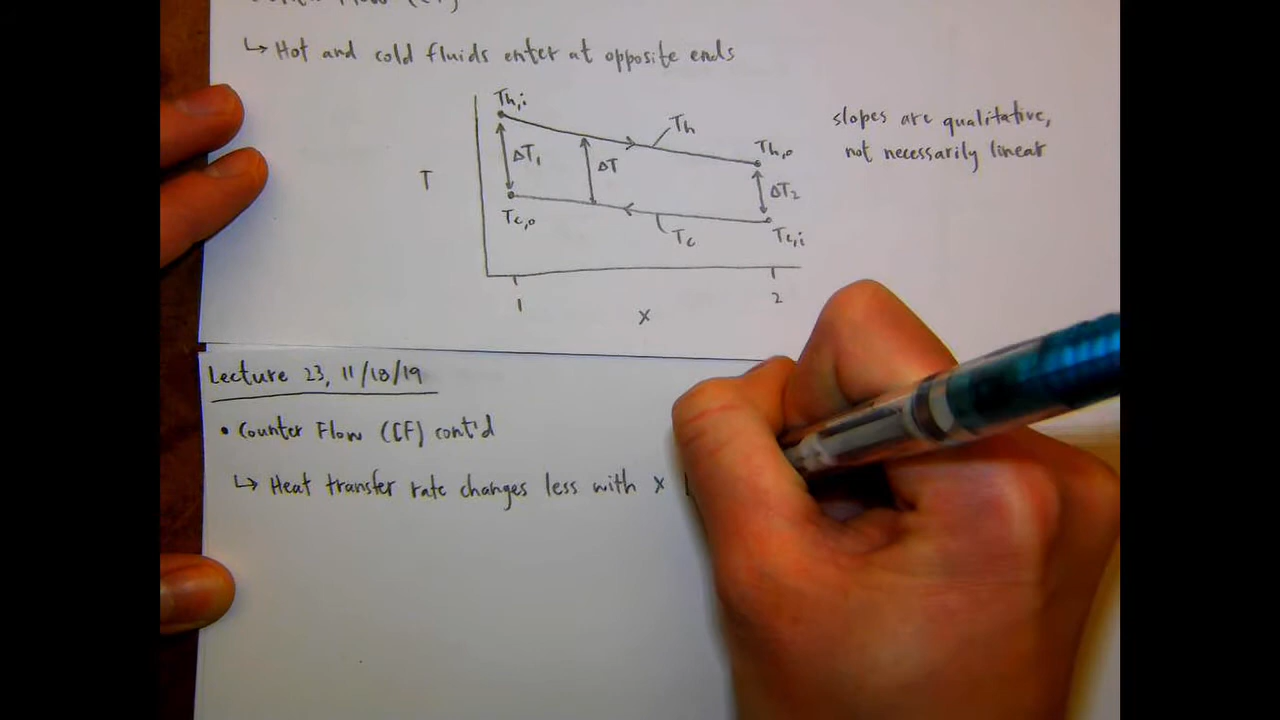 ↳ Hot and cold fluids enter at opposite ends
Th,i
Th
slopes are qualitative,
not necessarily linear
Th,o
ΔT1
ΔT
T
ΔT2
Tc,o
Tc
Tc,i
1
2
x
Lecture 23, 11/18/19
• Counter Flow (CF) cont'd
↳ Heat transfer rate changes less with x